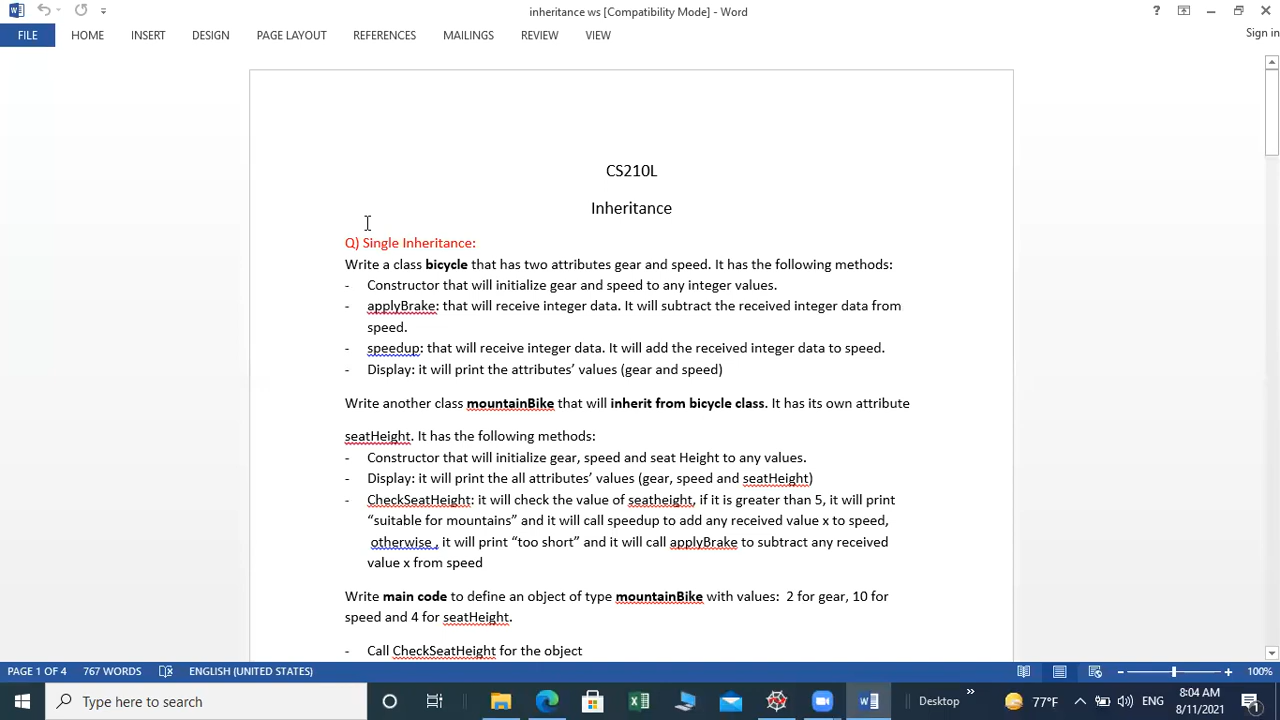 inheritance ws [Compatibility Mode] - Word
?
FILE HOME INSERT DESIGN PAGE LAYOUT REFERENCES MAILINGS REVIEW VIEW
Sign in
CS210L
Inheritance
Q) Single Inheritance:
Write a class bicycle that has two attributes gear and speed. It has the following methods:
- Constructor that will initialize gear and speed to any integer values.
- applyBrake: that will receive integer data. It will subtract the received integer data from
speed.
- speedup: that will receive integer data. It will add the received integer data to speed.
- Display: it will print the attributes’ values (gear and speed)
Write another class mountainBike that will inherit from bicycle class. It has its own attribute
seatHeight. It has the following methods:
- Constructor that will initialize gear, speed and seat Height to any values.
- Display: it will print the all attributes’ values (gear, speed and seatHeight)
- CheckSeatHeight: it will check the value of seatheight, if it is greater than 5, it will print
“suitable for mountains” and it will call speedup to add any received value x to speed,
otherwise , it will print “too short” and it will call applyBrake to subtract any received
value x from speed
Write main code to define an object of type mountainBike with values: 2 for gear, 10 for
speed and 4 for seatHeight.
- Call CheckSeatHeight for the object
PAGE 1 OF 4 767 WORDS ENGLISH (UNITED STATES) 100%
Type here to search
Desktop
77°F
ENG
8:04 AM
8/11/2021
1